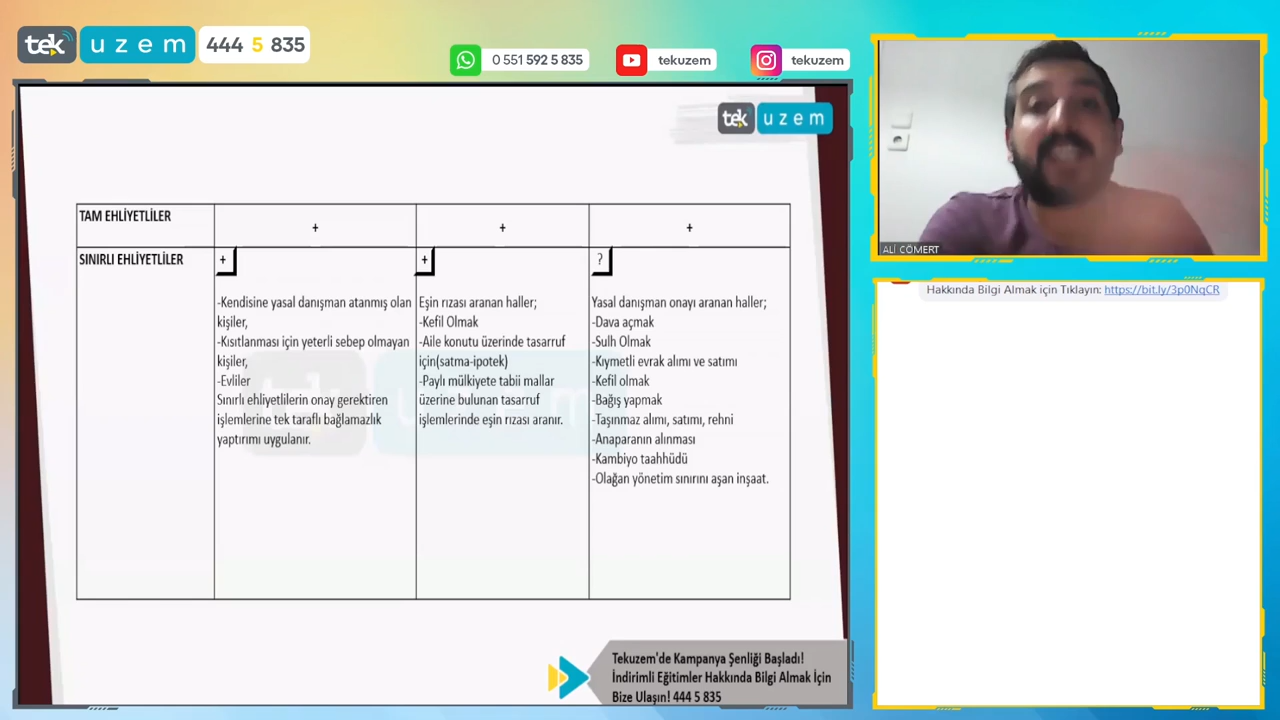 tek uzem 444 5 835
0 551 592 5 835
tekuzem
tekuzem
tek uzem
TAM EHLİYETLİLER + + +
SINIRLI EHLİYETLİLER
+
-Kendisine yasal danışman atanmış olan
kişiler,
-Kısıtlanması için yeterli sebep olmayan
kişiler,
-Evliler
Sınırlı ehliyetlilerin onay gerektiren
işlemlerine tek taraflı bağlamazlık
yaptırımı uygulanır.
+
Eşin rızası aranan haller;
-Kefil Olmak
-Aile konutu üzerinde tasarruf
için(satma-ipotek)
-Paylı mülkiyete tabii mallar
üzerine bulunan tasarruf
işlemlerinde eşin rızası aranır.
?
Yasal danışman onayı aranan haller;
-Dava açmak
-Sulh Olmak
-Kıymetli evrak alımı ve satımı
-Kefil olmak
-Bağış yapmak
-Taşınmaz alımı, satımı, rehni
-Anaparanın alınması
-Kambiyo taahhüdü
-Olağan yönetim sınırını aşan inşaat.
Tekuzem'de Kampanya Şenliği Başladı!
İndirimli Eğitimler Hakkında Bilgi Almak İçin
Bize Ulaşın! 444 5 835
ALİ CÖMERT
Hakkında Bilgi Almak için Tıklayın: https://bit.ly/3p0NqCR